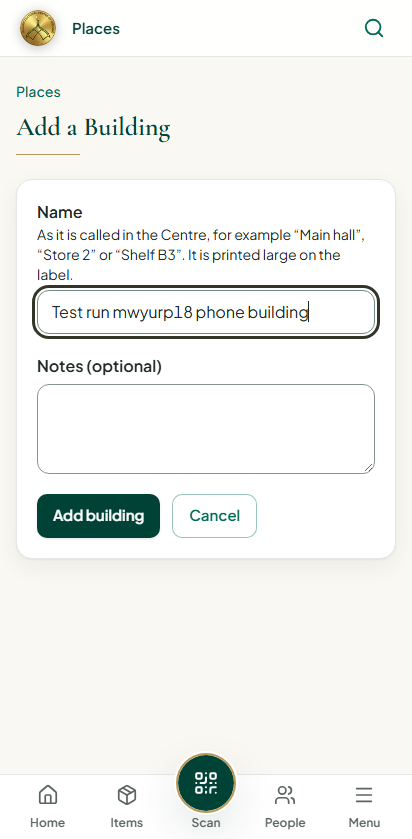 Places
Places
Add a Building
Name
As it is called in the Centre, for example “Main hall”,
“Store 2” or “Shelf B3”. It is printed large on the
label.
Test run mwyurp18 phone building
Notes (optional)
Add building
Cancel
Home
Items
Scan
People
Menu